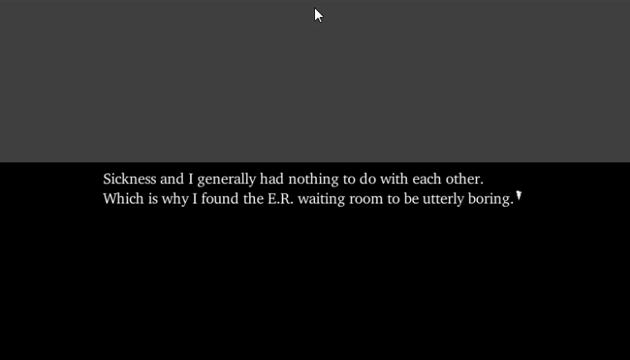 Sickness and I generally had nothing to do with each other.
Which is why I found the E.R. waiting room to be utterly boring.